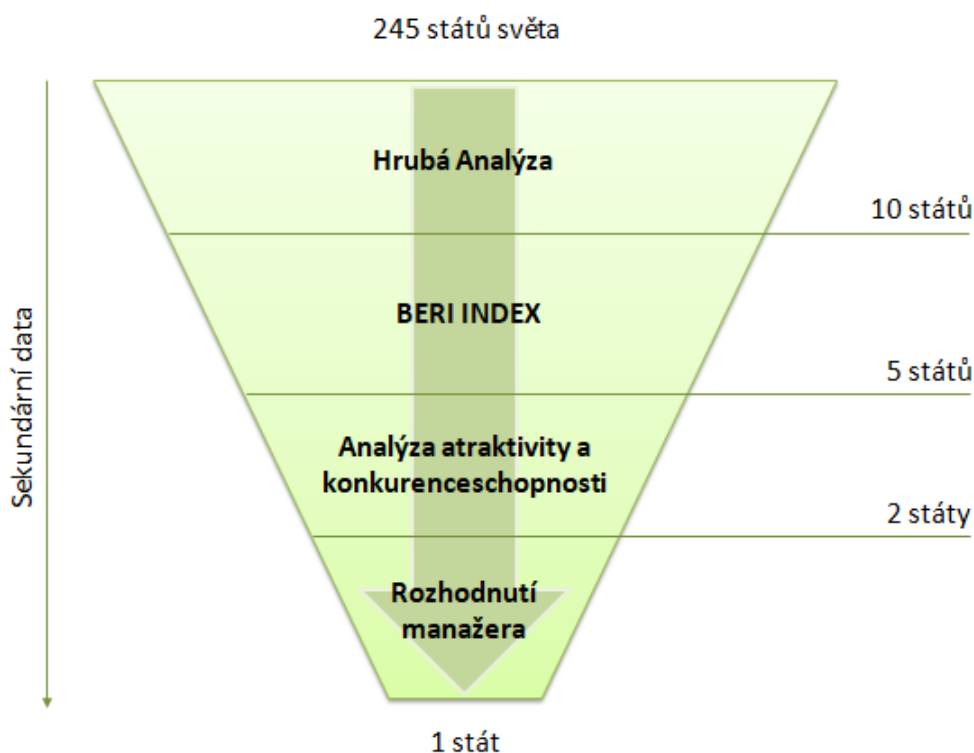 245 států světa
Hrubá Analýza
10 států
BERI INDEX
5 států
Sekundární data
Analýza atraktivity a
konkurenceschopnosti
2 státy
Rozhodnutí
manažera
1 stát